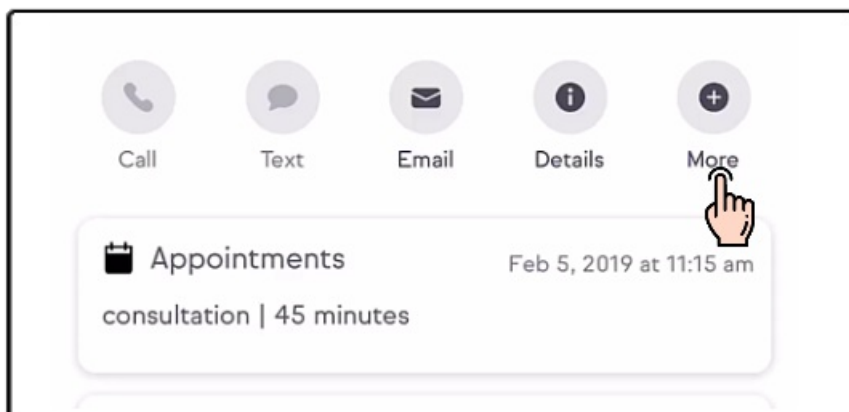 Call Text Email Details More
Appointments Feb 5, 2019 at 11:15 am
consultation | 45 minutes